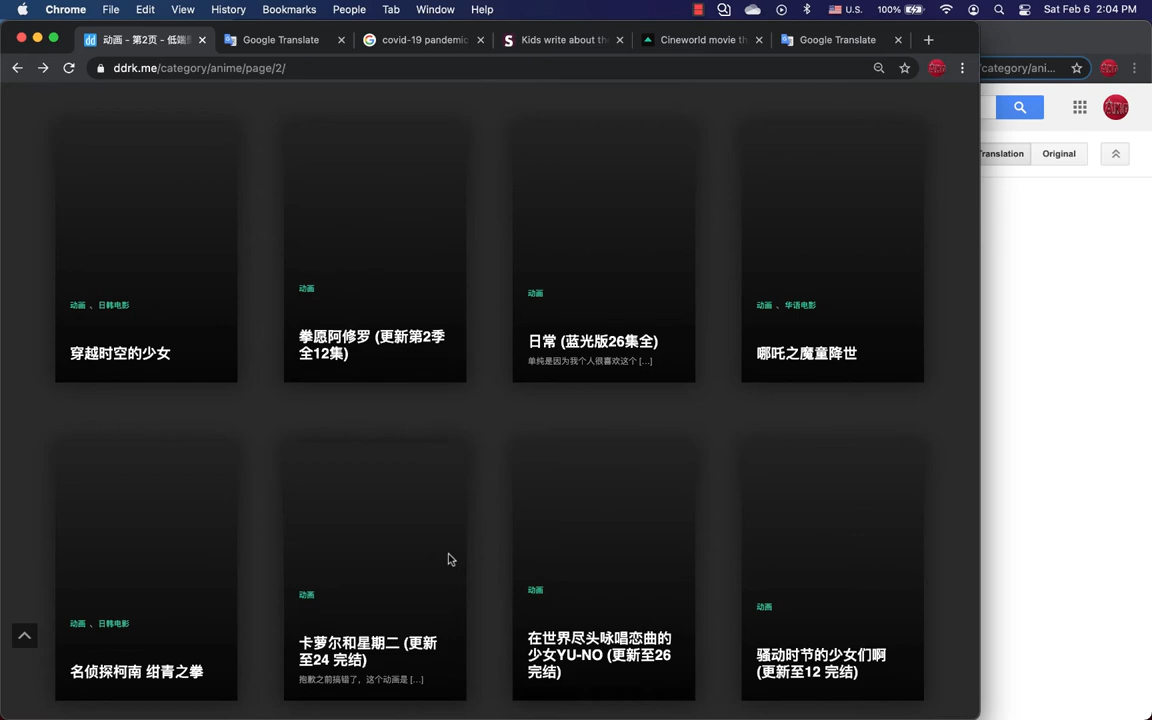 Chrome File Edit View History Bookmarks People Tab Window Help U.S. 100% Sat Feb 6 2:04 PM
动画 - 第2页 - 低端 Google Translate covid-19 pandemic Kids write about the Cineworld movie th Google Translate
ddrk.me/category/anime/page/2/
/category/ani...
Translation Original
动画 、日韩电影
穿越时空的少女
动画
拳愿阿修罗 (更新第2季
全12集)
动画
日常 (蓝光版26集全)
单纯是因为我个人很喜欢这个 [...]
动画 、华语电影
哪吒之魔童降世
动画 、日韩电影
名侦探柯南 绀青之拳
动画
卡萝尔和星期二 (更新
至24 完结)
抱歉之前搞错了，这个动画是 [...]
动画
在世界尽头咏唱恋曲的
少女YU-NO (更新至26
完结)
动画
骚动时节的少女们啊
(更新至12 完结)